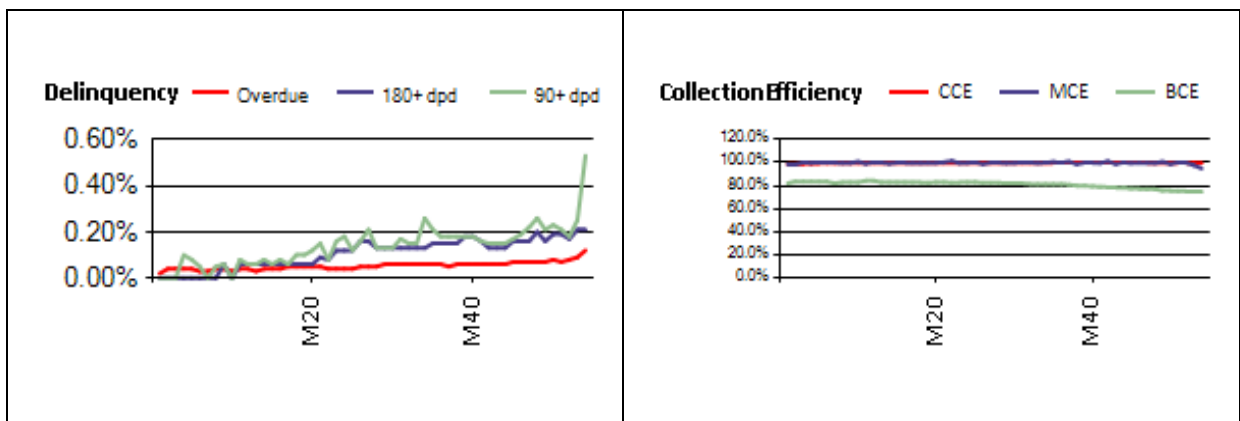 Delinquency Overdue 180+ dpd 90+ dpd
0.60%
0.40%
0.20%
0.00%
M20
M40
Collection Efficiency CCE MCE BCE
120.0%
100.0%
80.0%
60.0%
40.0%
20.0%
0.0%
M20
M40